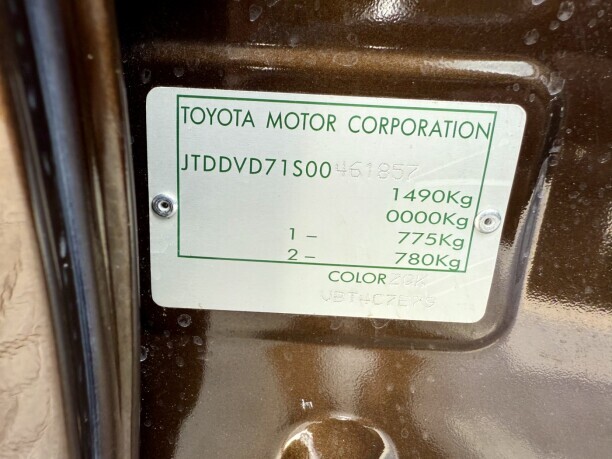 TOYOTA MOTOR CORPORATION
JTDDVD71S00461857
1490Kg
0000Kg
1 – 775Kg
2 – 780Kg
COLOR